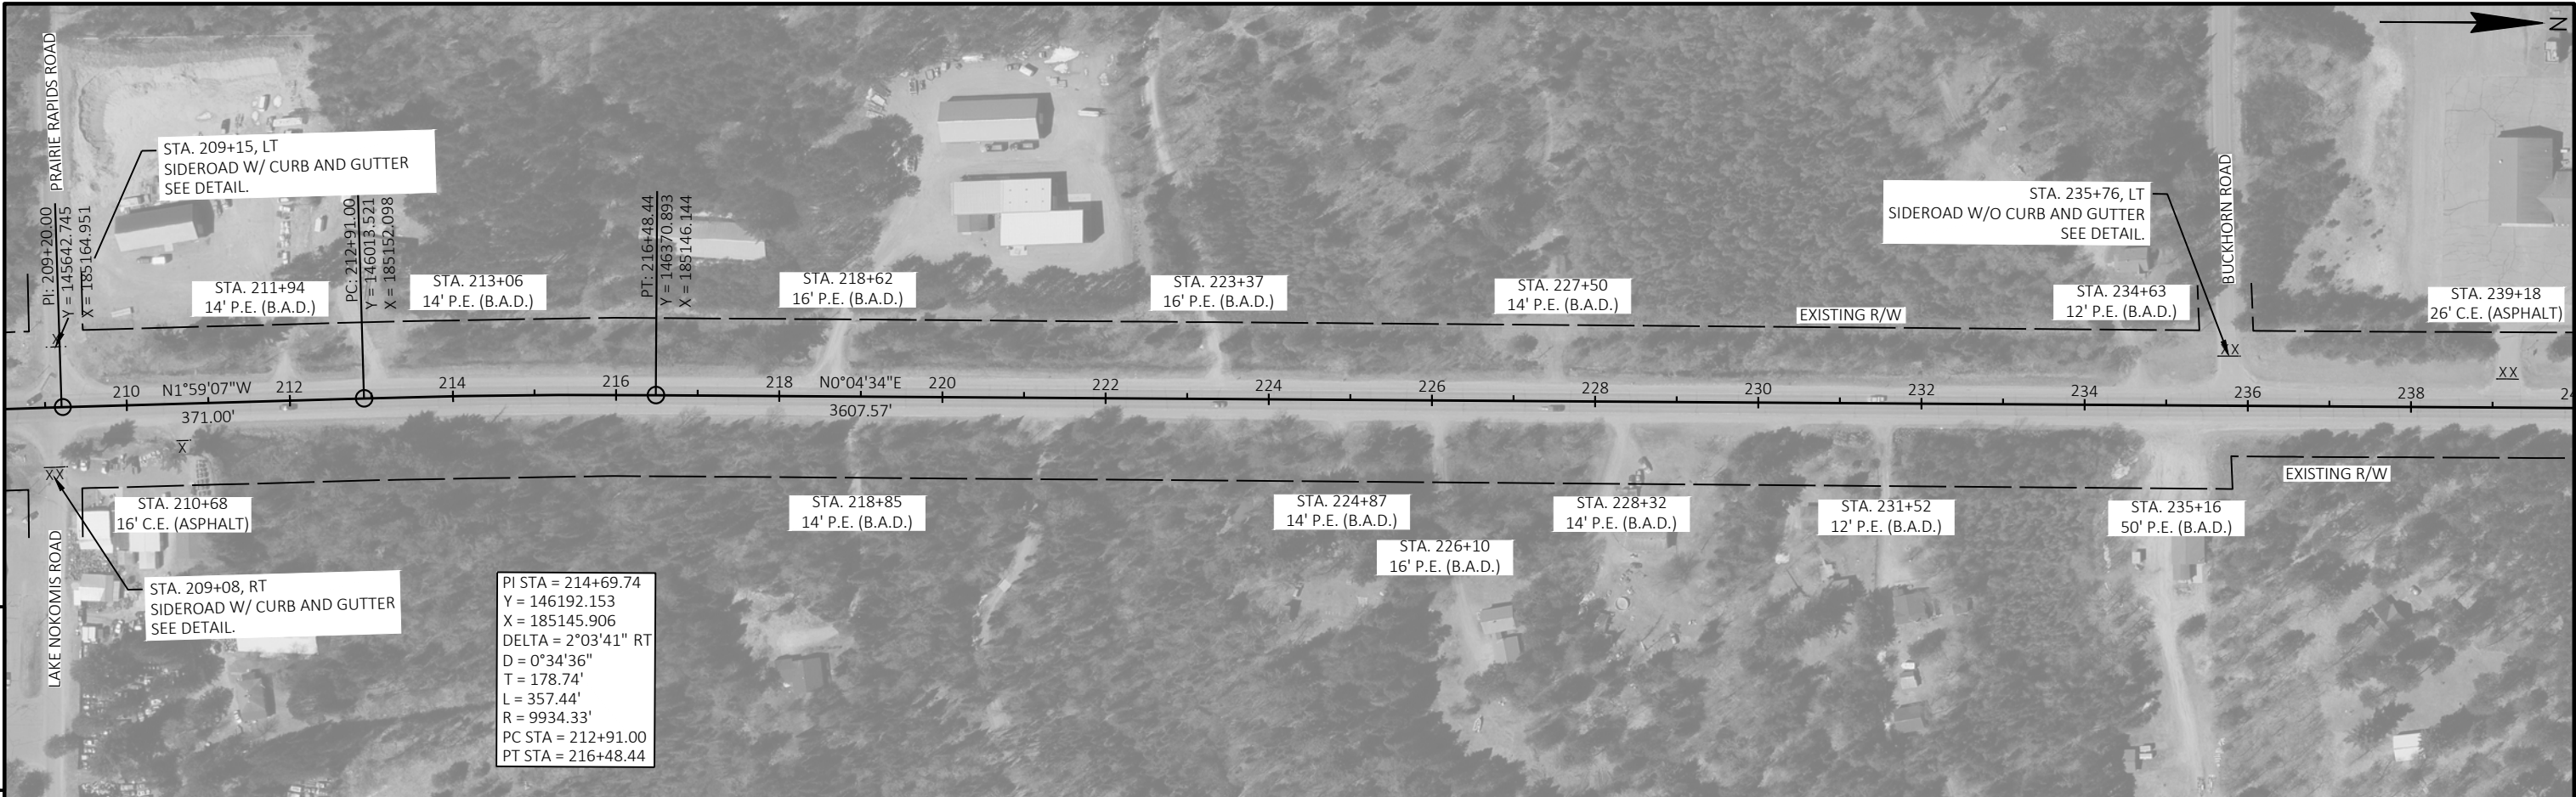 N
PRAIRIE RAPIDS ROAD
STA. 209+15, LT
SIDEROAD W/ CURB AND GUTTER
SEE DETAIL.
PI: 209+20.00
Y = 145642.745
X = 185164.951
PC: 212+91.00
Y = 146013.521
X = 185152.098
PT: 216+48.44
Y = 146370.893
X = 185146.144
STA. 235+76, LT
SIDEROAD W/O CURB AND GUTTER
SEE DETAIL.
BUCKHORN ROAD
STA. 211+94
14' P.E. (B.A.D.)
STA. 213+06
14' P.E. (B.A.D.)
STA. 218+62
16' P.E. (B.A.D.)
STA. 223+37
16' P.E. (B.A.D.)
STA. 227+50
14' P.E. (B.A.D.)
EXISTING R/W
STA. 234+63
12' P.E. (B.A.D.)
STA. 239+18
26' C.E. (ASPHALT)
X
XX
XX
210
N1°59'07"W
212
214
216
218
N0°04'34"E
220
222
224
226
228
230
232
234
236
238
371.00'
3607.57'
X
XX
EXISTING R/W
STA. 210+68
16' C.E. (ASPHALT)
STA. 218+85
14' P.E. (B.A.D.)
STA. 224+87
14' P.E. (B.A.D.)
STA. 226+10
16' P.E. (B.A.D.)
STA. 228+32
14' P.E. (B.A.D.)
STA. 231+52
12' P.E. (B.A.D.)
STA. 235+16
50' P.E. (B.A.D.)
LAKE NOKOMIS ROAD
STA. 209+08, RT
SIDEROAD W/ CURB AND GUTTER
SEE DETAIL.
PI STA = 214+69.74
Y = 146192.153
X = 185145.906
DELTA = 2°03'41" RT
D = 0°34'36"
T = 178.74'
L = 357.44'
R = 9934.33'
PC STA = 212+91.00
PT STA = 216+48.44